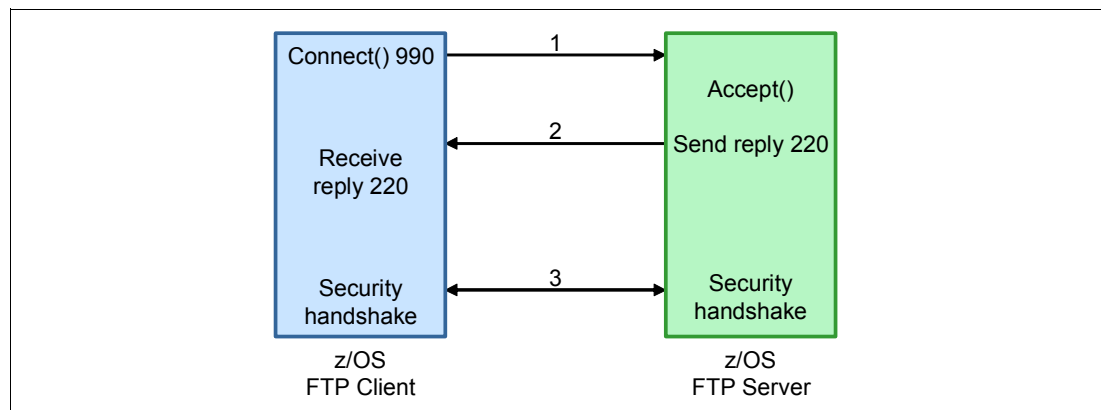 Connect() 990
1
Accept()
2
Send reply 220
Receive
reply 220
3
Security
handshake
Security
handshake
z/OS
FTP Client
z/OS
FTP Server